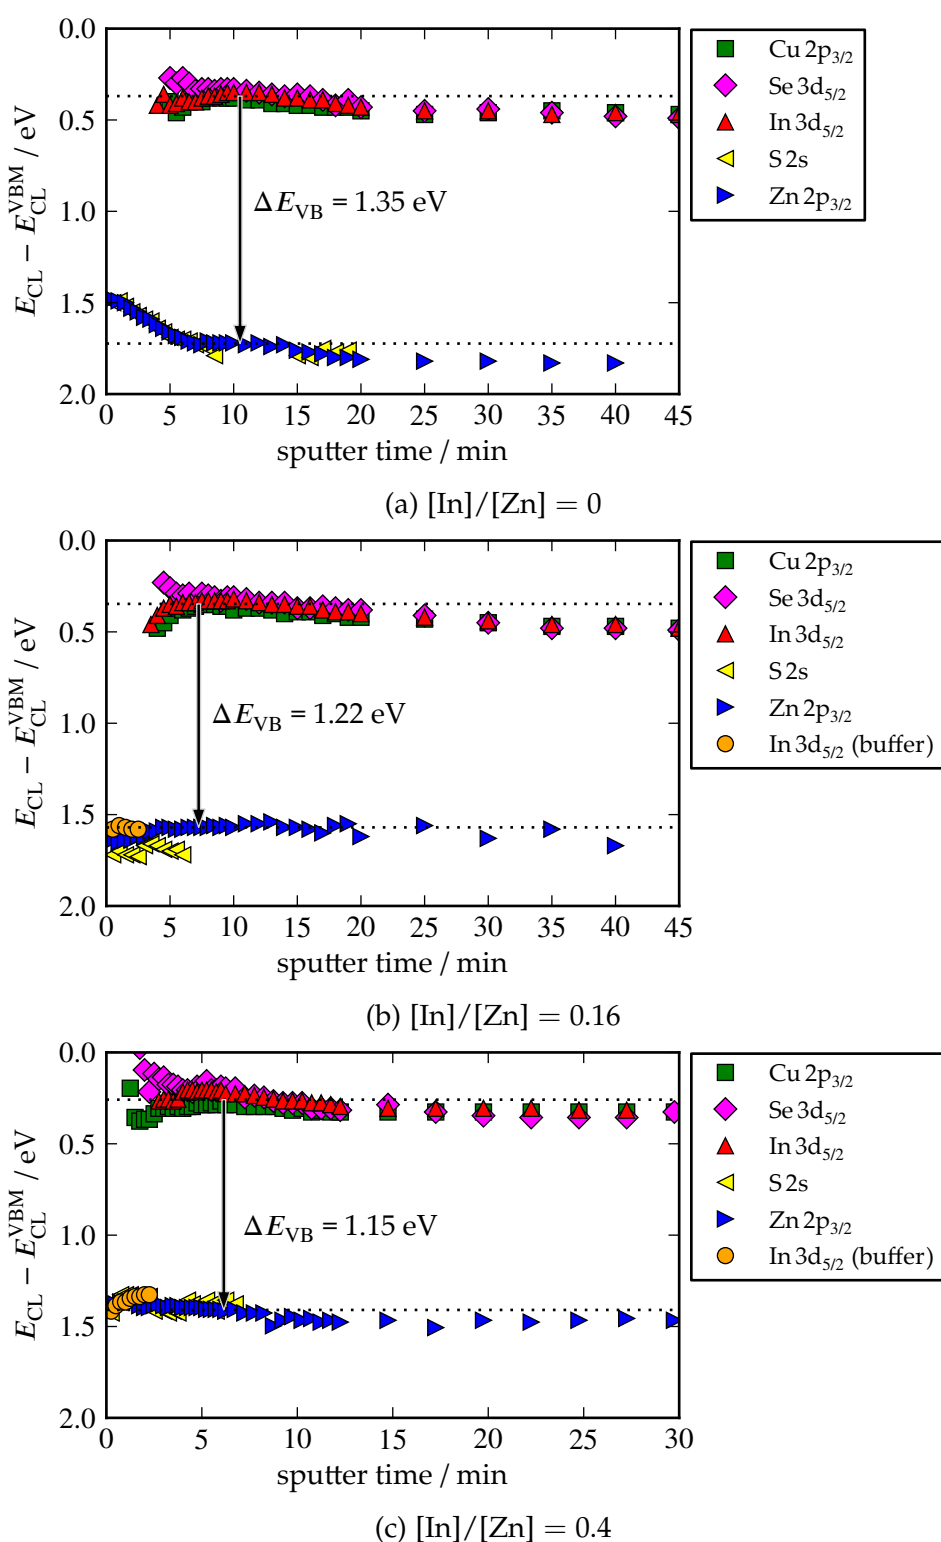 0.0
0.5
1.0
1.5
2.0
E_CL − E_CL^VBM / eV
ΔE_VB = 1.35 eV
0 5 10 15 20 25 30 35 40 45
sputter time / min
Cu 2p3/2
Se 3d5/2
In 3d5/2
S 2s
Zn 2p3/2
(a) [In]/[Zn] = 0
0.0
0.5
1.0
1.5
2.0
E_CL − E_CL^VBM / eV
ΔE_VB = 1.22 eV
0 5 10 15 20 25 30 35 40 45
sputter time / min
Cu 2p3/2
Se 3d5/2
In 3d5/2
S 2s
Zn 2p3/2
In 3d5/2 (buffer)
(b) [In]/[Zn] = 0.16
0.0
0.5
1.0
1.5
2.0
E_CL − E_CL^VBM / eV
ΔE_VB = 1.15 eV
5 10 15 20 25 30
sputter time / min
Cu 2p3/2
Se 3d5/2
In 3d5/2
S 2s
Zn 2p3/2
In 3d5/2 (buffer)
(c) [In]/[Zn] = 0.4